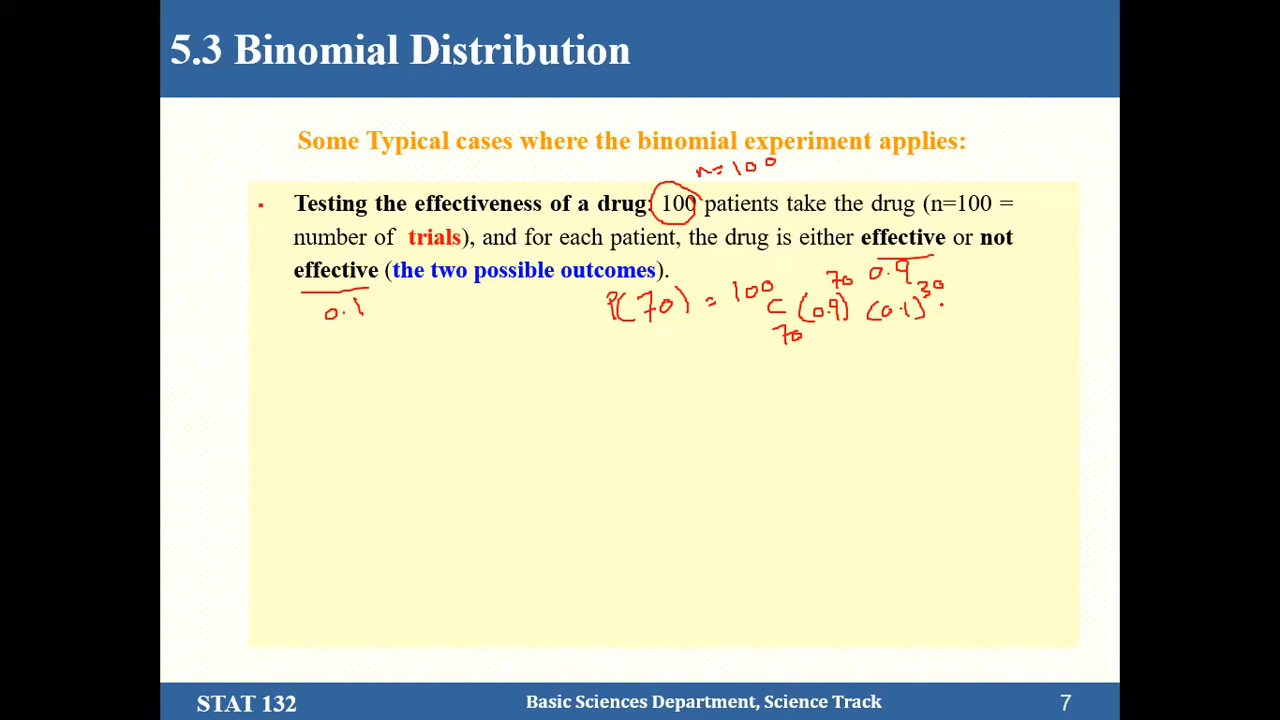 5.3 Binomial Distribution
Some Typical cases where the binomial experiment applies:
n=100
▪ Testing the effectiveness of a drug: 100 patients take the drug (n=100 =
number of trials), and for each patient, the drug is either effective or not
effective (the two possible outcomes).
0.9
0.1
P(70) = 100 C 70 (0.9)70 (0.1)30
STAT 132
Basic Sciences Department, Science Track
7